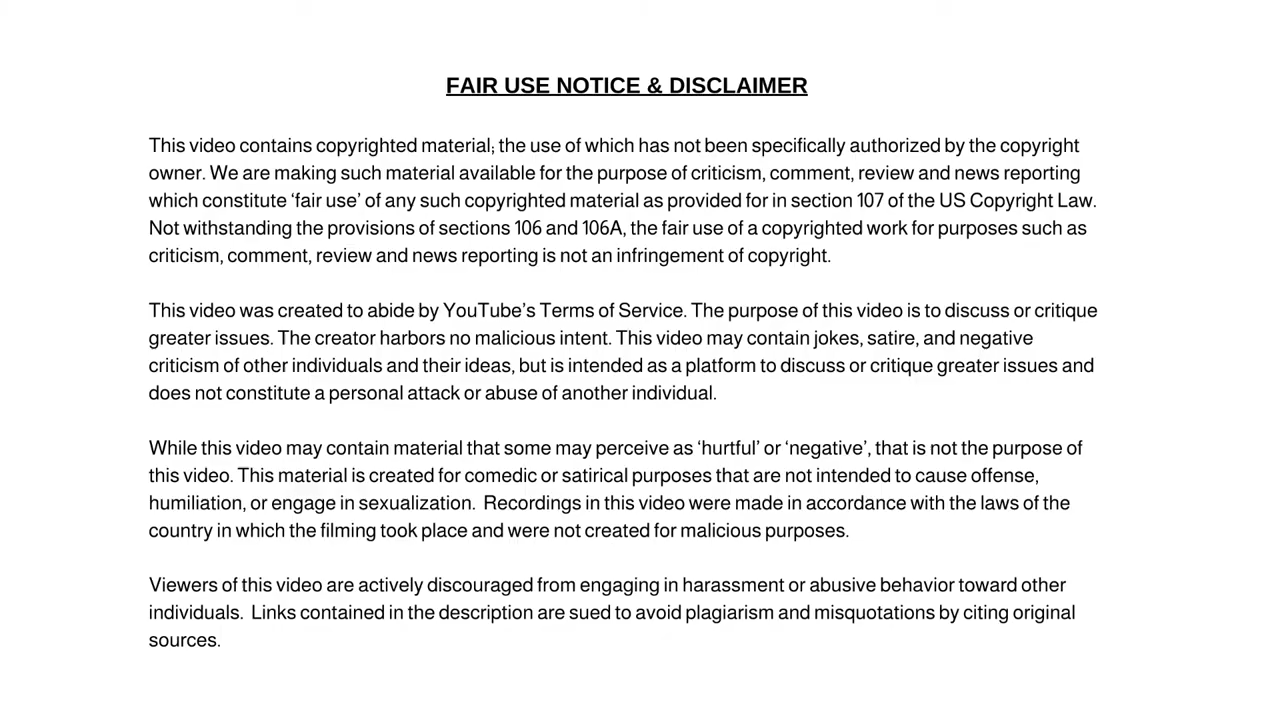 FAIR USE NOTICE & DISCLAIMER
This video contains copyrighted material; the use of which has not been specifically authorized by the copyright
owner. We are making such material available for the purpose of criticism, comment, review and news reporting
which constitute ‘fair use’ of any such copyrighted material as provided for in section 107 of the US Copyright Law.
Not withstanding the provisions of sections 106 and 106A, the fair use of a copyrighted work for purposes such as
criticism, comment, review and news reporting is not an infringement of copyright.
This video was created to abide by YouTube’s Terms of Service. The purpose of this video is to discuss or critique
greater issues. The creator harbors no malicious intent. This video may contain jokes, satire, and negative
criticism of other individuals and their ideas, but is intended as a platform to discuss or critique greater issues and
does not constitute a personal attack or abuse of another individual.
While this video may contain material that some may perceive as ‘hurtful’ or ‘negative’, that is not the purpose of
this video. This material is created for comedic or satirical purposes that are not intended to cause offense,
humiliation, or engage in sexualization. Recordings in this video were made in accordance with the laws of the
country in which the filming took place and were not created for malicious purposes.
Viewers of this video are actively discouraged from engaging in harassment or abusive behavior toward other
individuals. Links contained in the description are sued to avoid plagiarism and misquotations by citing original
sources.